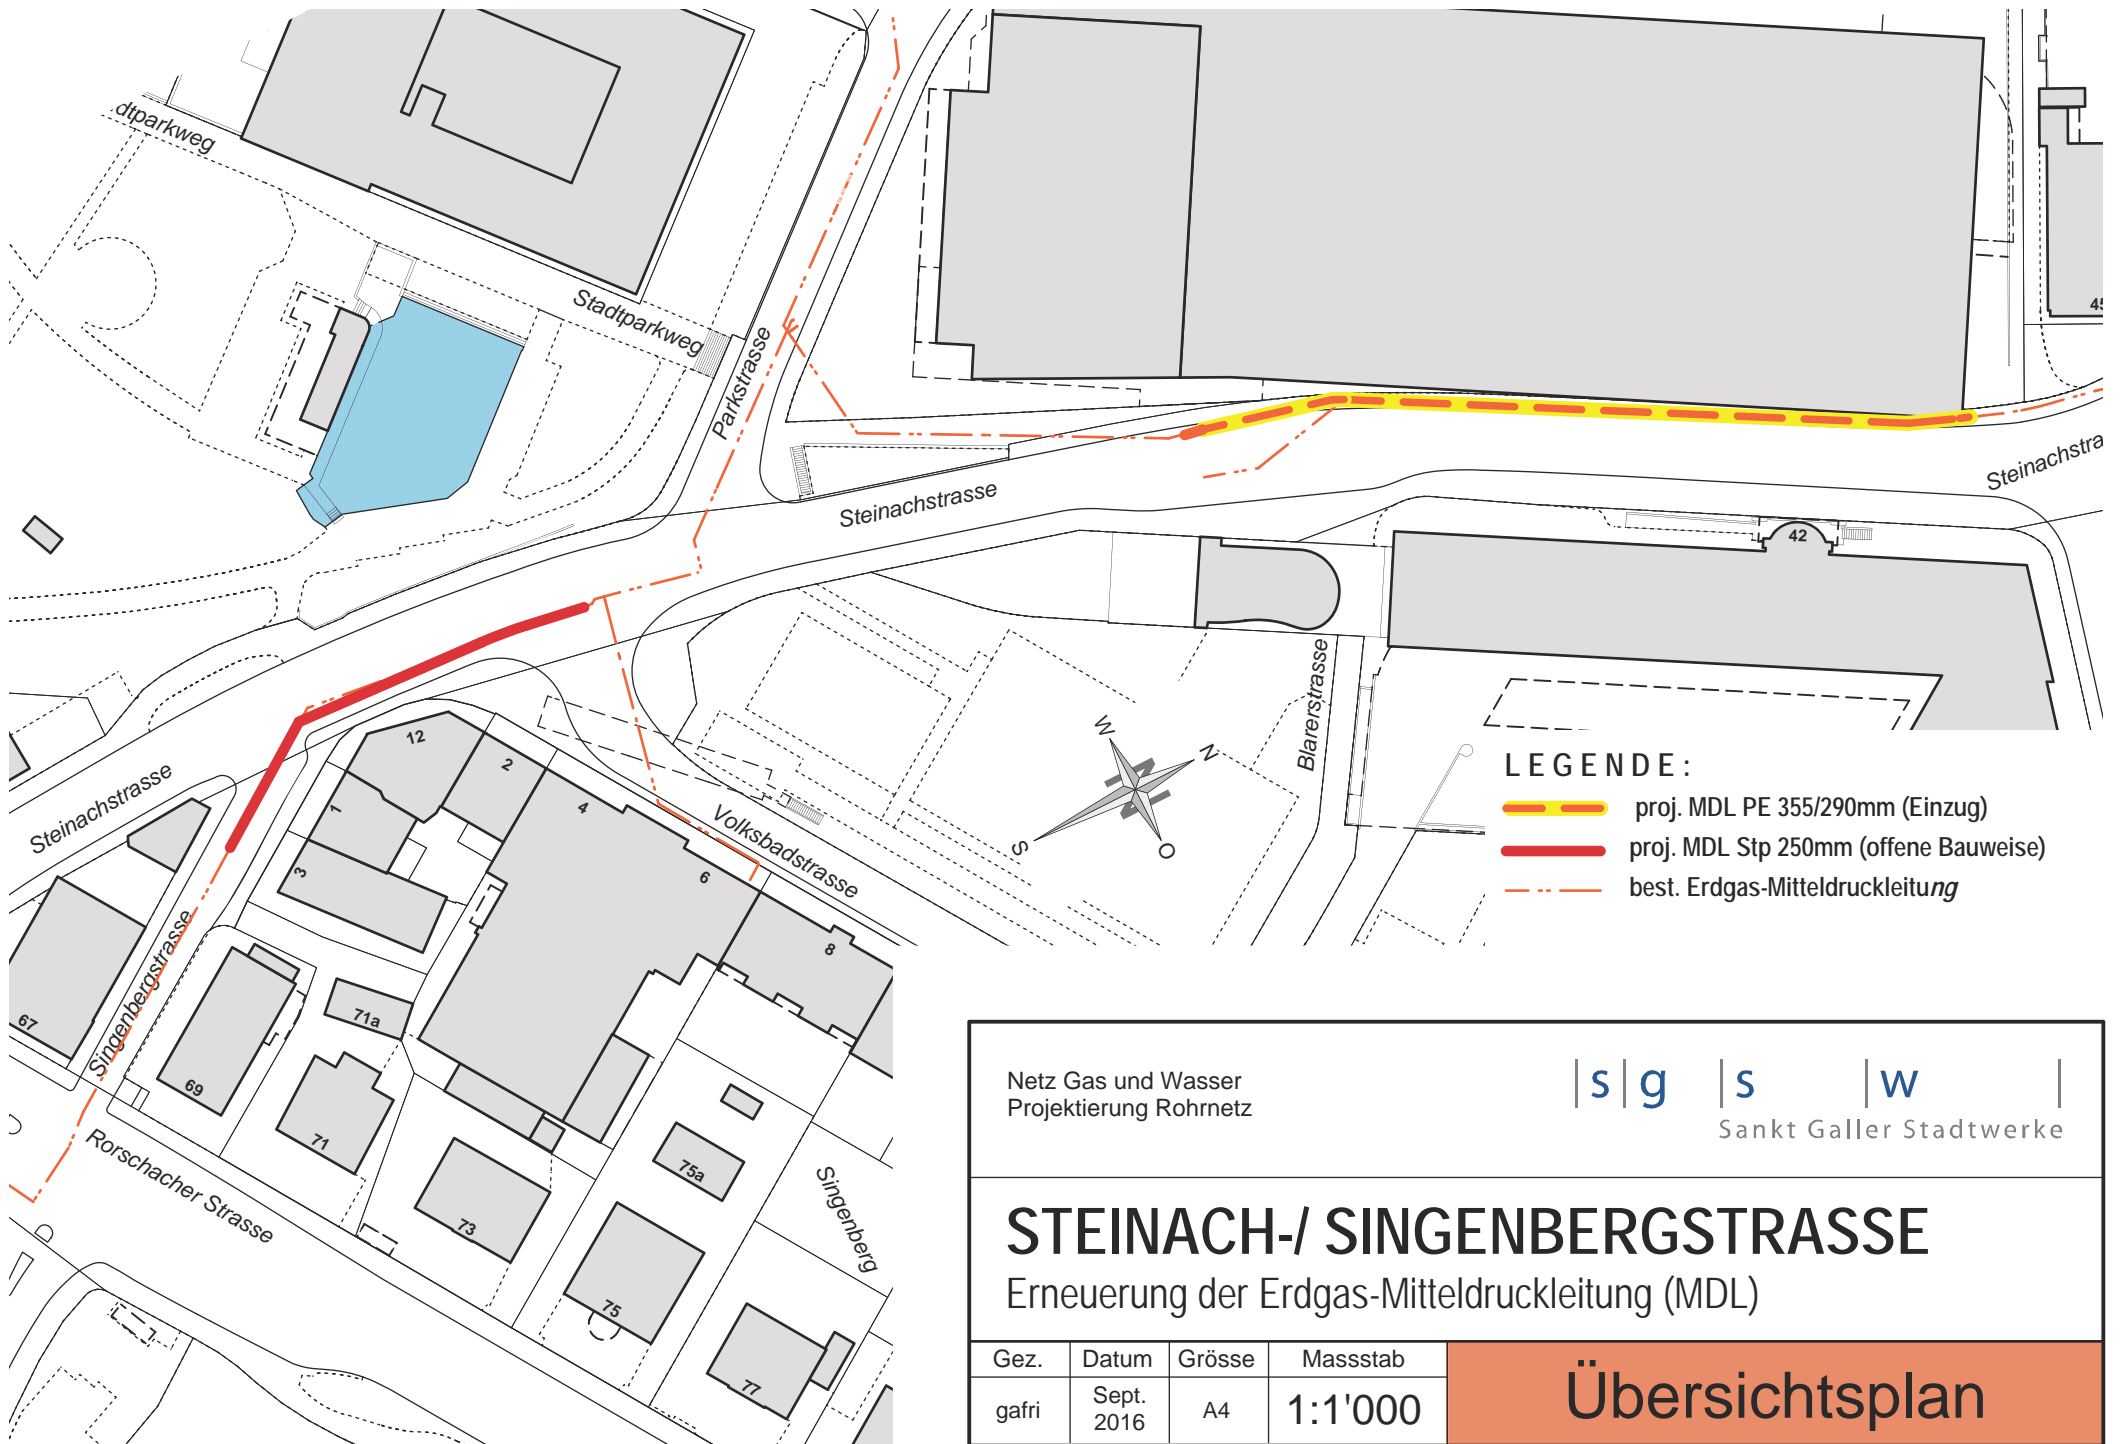 dtparkweg
Stadtparkweg
Parkstrasse
Steinachstrasse
Steinachstra
45
42
Blarerstrasse
W
N
S
O
Steinachstrasse
12
2
1
4
3
6
8
Volksbadstrasse
Singenbergstrasse
67
69
71a
71
73
75a
75
77
Rorschacher Strasse
Singenberg
LEGENDE:
proj. MDL PE 355/290mm (Einzug)
proj. MDL Stp 250mm (offene Bauweise)
best. Erdgas-Mitteldruckleitung
Netz Gas und Wasser
Projektierung Rohrnetz
s g s w
Sankt Galler Stadtwerke
STEINACH-/ SINGENBERGSTRASSE
Erneuerung der Erdgas-Mitteldruckleitung (MDL)
Gez. Datum Grösse Massstab
gafri Sept. 2016 A4 1:1'000
Übersichtsplan